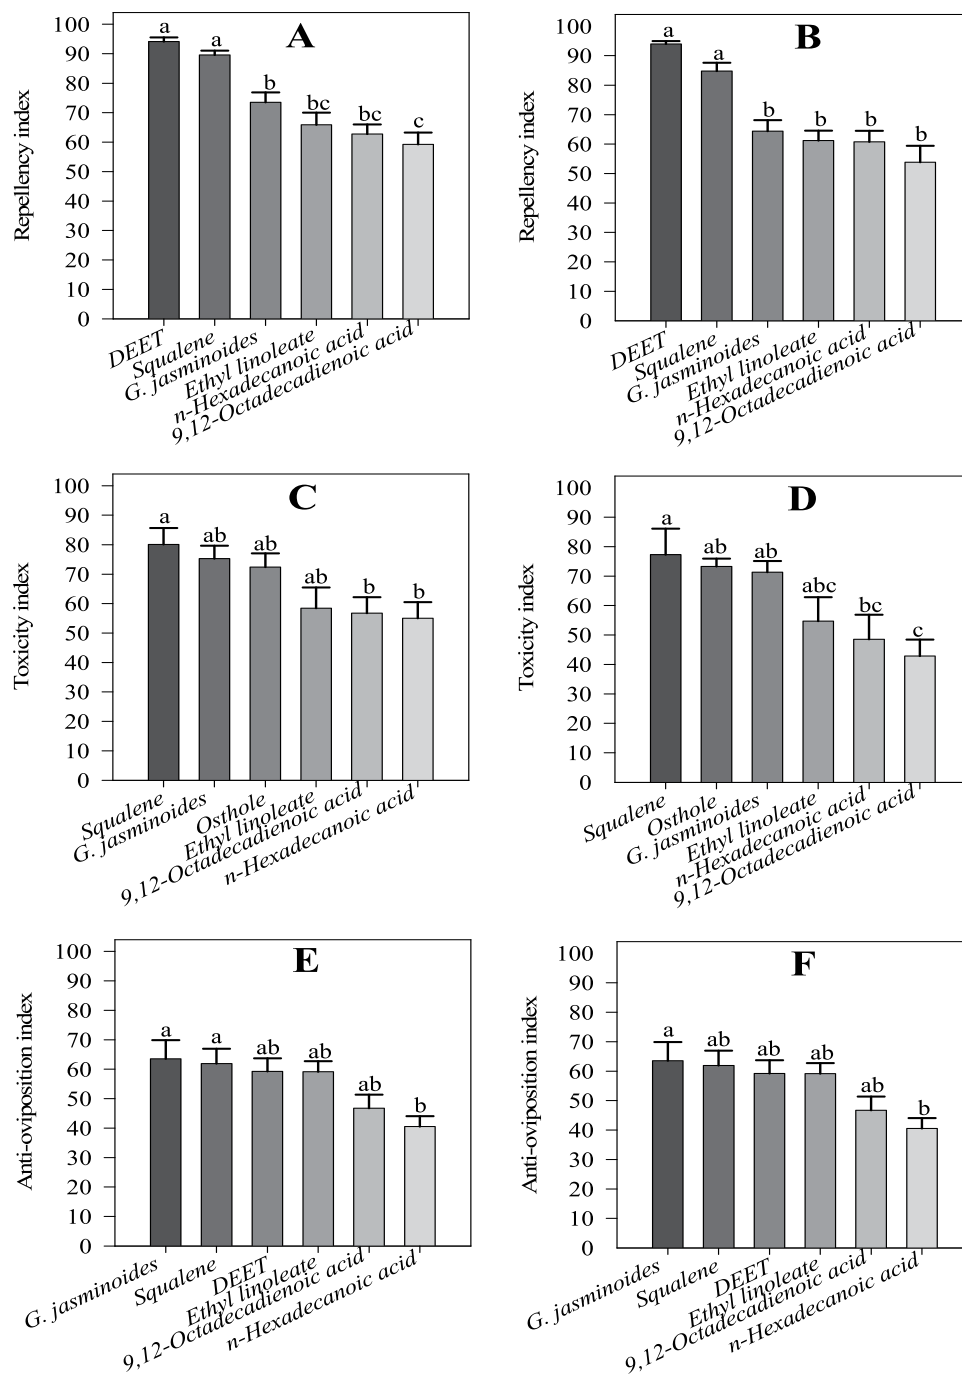 A
Repellency index
100
90
80
70
60
50
40
30
20
10
0
a
a
b
bc
bc
c
DEET
Squalene
G. jasminoides
Ethyl linoleate
n-Hexadecanoic acid
9,12-Octadecadienoic acid
B
Repellency index
100
90
80
70
60
50
40
30
20
10
0
a
a
b
b
b
b
DEET
Squalene
G. jasminoides
Ethyl linoleate
n-Hexadecanoic acid
9,12-Octadecadienoic acid
C
Toxicity index
100
90
80
70
60
50
40
30
20
10
0
a
ab
ab
ab
b
b
Squalene
G. jasminoides
Osthole
Ethyl linoleate
9,12-Octadecadienoic acid
n-Hexadecanoic acid
D
Toxicity index
100
90
80
70
60
50
40
30
20
10
0
a
ab
ab
abc
bc
c
Squalene
Osthole
G. jasminoides
Ethyl linoleate
n-Hexadecanoic acid
9,12-Octadecadienoic acid
E
Anti-oviposition index
100
90
80
70
60
50
40
30
20
10
0
a
a
ab
ab
ab
b
G. jasminoides
Squalene
DEET
Ethyl linoleate
9,12-Octadecadienoic acid
n-Hexadecanoic acid
F
Anti-oviposition index
100
90
80
70
60
50
40
30
20
10
0
a
ab
ab
ab
ab
b
G. jasminoides
Squalene
DEET
Ethyl linoleate
9,12-Octadecadienoic acid
n-Hexadecanoic acid